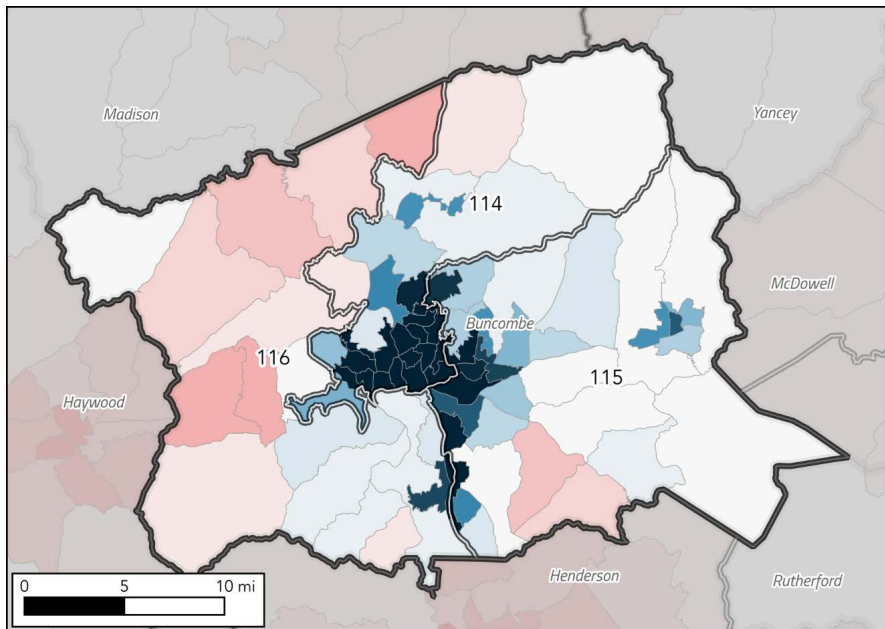 Madison
Yancey
114
McDowell
Buncombe
116
115
Haywood
0 5 10 mi
Henderson
Rutherford